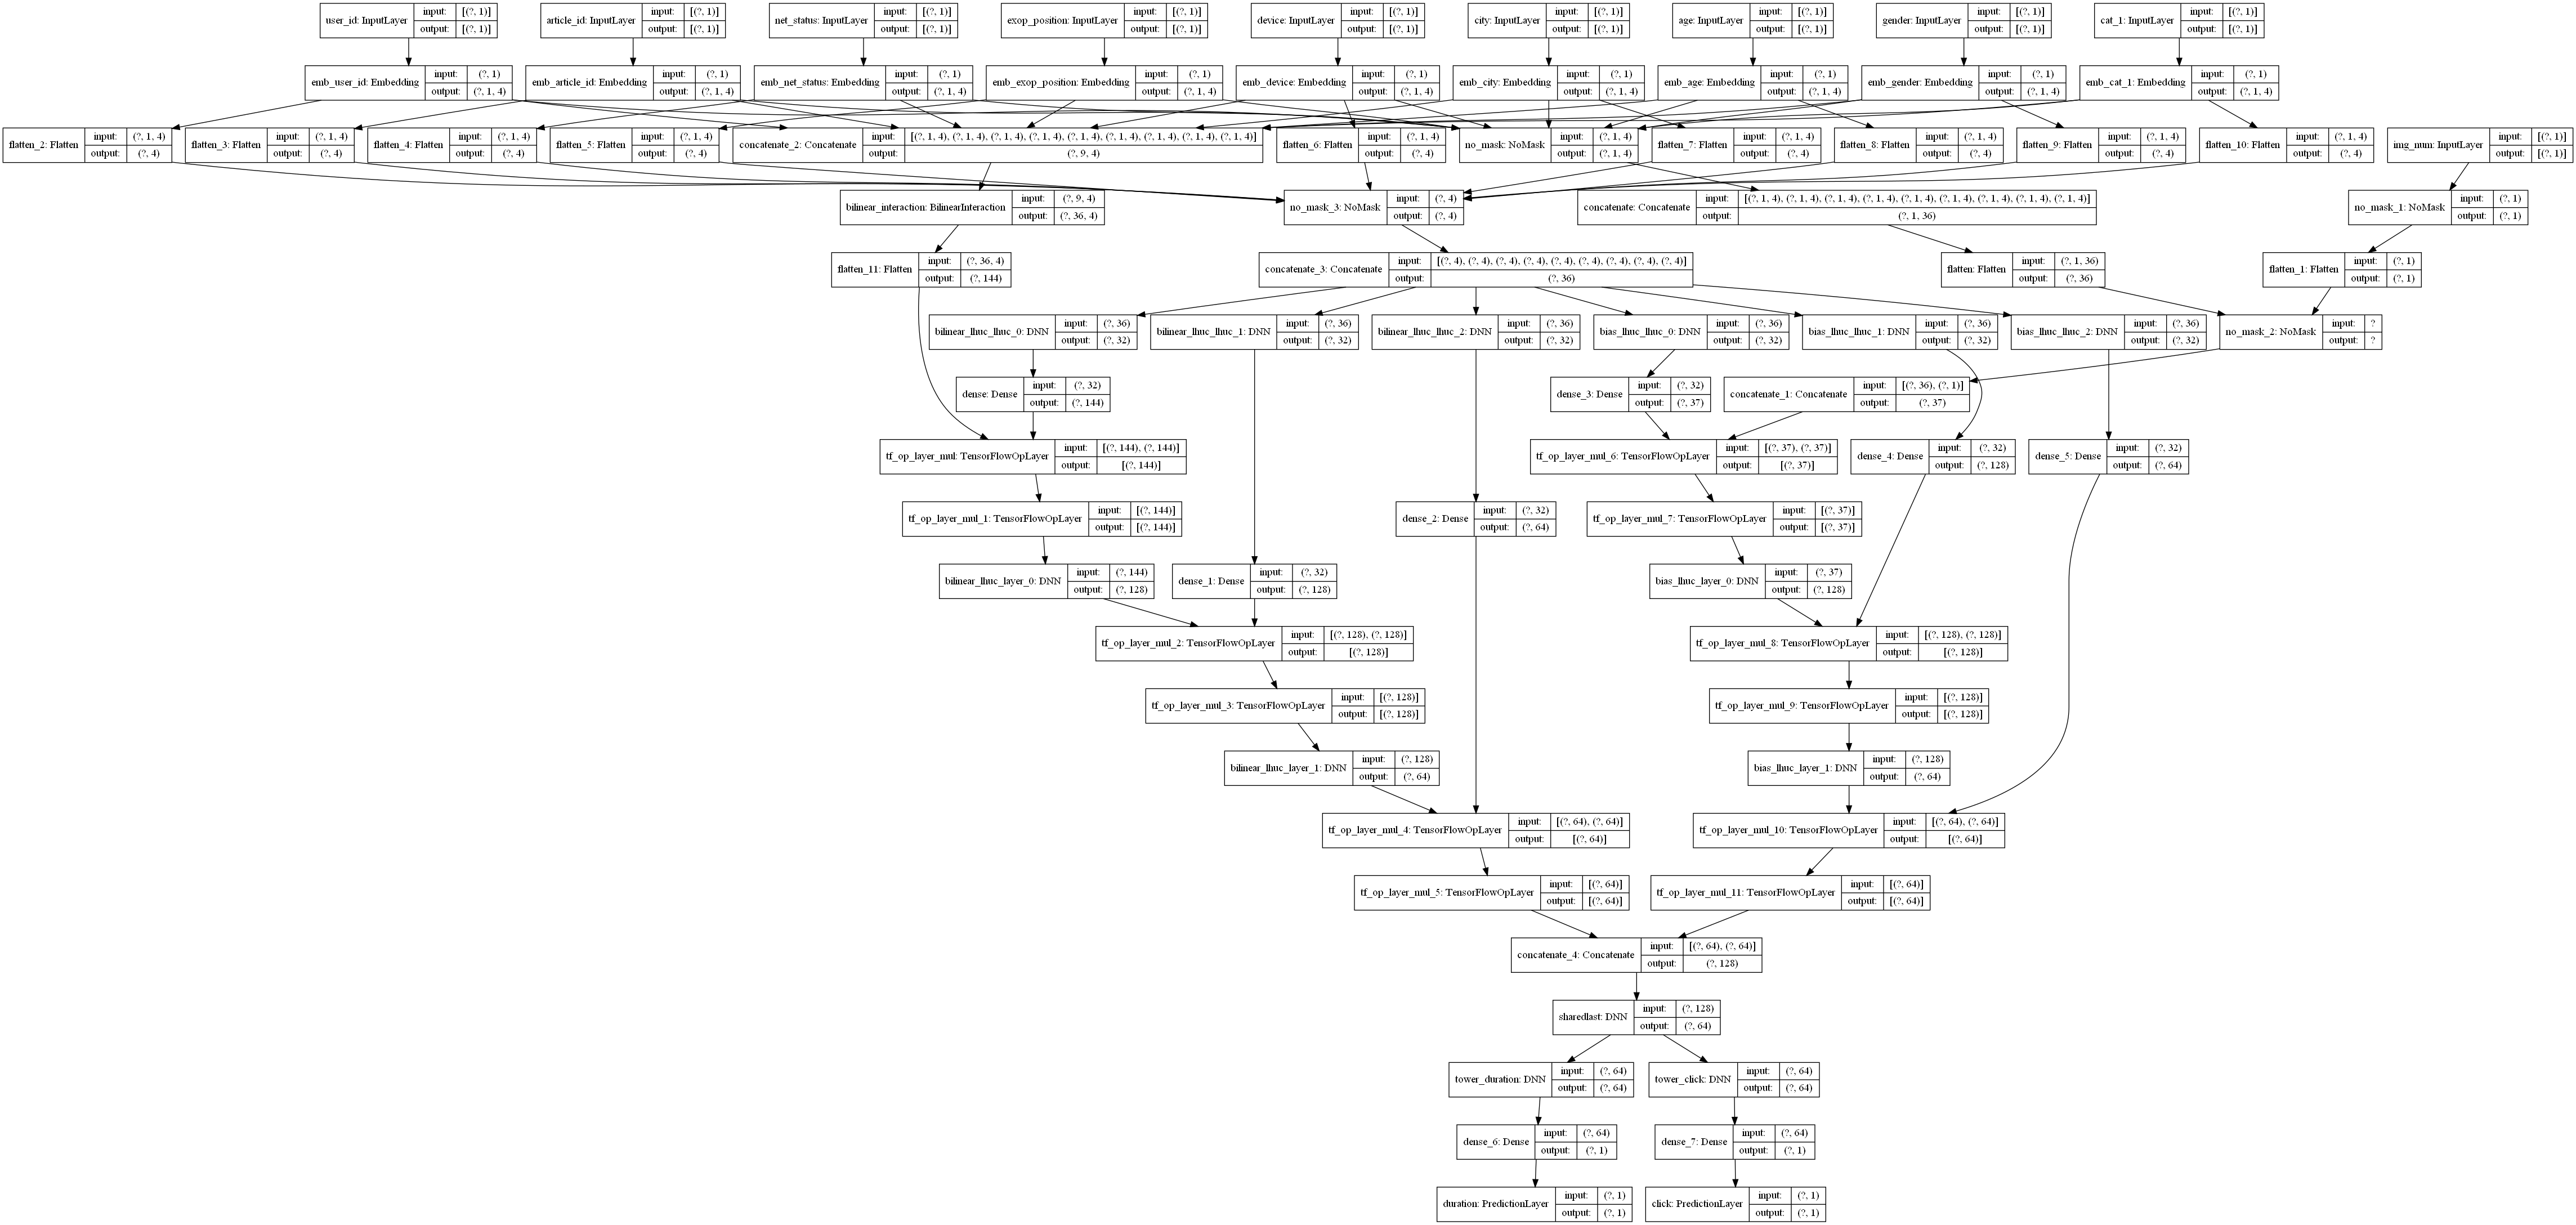 user_id: InputLayer input: [(?, 1)] output: [(?, 1)]
article_id: InputLayer input: [(?, 1)] output: [(?, 1)]
net_status: InputLayer input: [(?, 1)] output: [(?, 1)]
exop_position: InputLayer input: [(?, 1)] output: [(?, 1)]
device: InputLayer input: [(?, 1)] output: [(?, 1)]
city: InputLayer input: [(?, 1)] output: [(?, 1)]
age: InputLayer input: [(?, 1)] output: [(?, 1)]
gender: InputLayer input: [(?, 1)] output: [(?, 1)]
cat_1: InputLayer input: [(?, 1)] output: [(?, 1)]
emb_user_id: Embedding input: (?, 1) output: (?, 1, 4)
emb_article_id: Embedding input: (?, 1) output: (?, 1, 4)
emb_net_status: Embedding input: (?, 1) output: (?, 1, 4)
emb_exop_position: Embedding input: (?, 1) output: (?, 1, 4)
emb_device: Embedding input: (?, 1) output: (?, 1, 4)
emb_city: Embedding input: (?, 1) output: (?, 1, 4)
emb_age: Embedding input: (?, 1) output: (?, 1, 4)
emb_gender: Embedding input: (?, 1) output: (?, 1, 4)
emb_cat_1: Embedding input: (?, 1) output: (?, 1, 4)
flatten_2: Flatten input: (?, 1, 4) output: (?, 4)
flatten_3: Flatten input: (?, 1, 4) output: (?, 4)
flatten_4: Flatten input: (?, 1, 4) output: (?, 4)
flatten_5: Flatten input: (?, 1, 4) output: (?, 4)
concatenate_2: Concatenate input: [(?, 1, 4), (?, 1, 4), (?, 1, 4), (?, 1, 4), (?, 1, 4), (?, 1, 4), (?, 1, 4), (?, 1, 4), (?, 1, 4)] output: (?, 9, 4)
flatten_6: Flatten input: (?, 1, 4) output: (?, 4)
no_mask: NoMask input: (?, 1, 4) output: (?, 1, 4)
flatten_7: Flatten input: (?, 1, 4) output: (?, 4)
flatten_8: Flatten input: (?, 1, 4) output: (?, 4)
flatten_9: Flatten input: (?, 1, 4) output: (?, 4)
flatten_10: Flatten input: (?, 1, 4) output: (?, 4)
img_num: InputLayer input: [(?, 1)] output: [(?, 1)]
bilinear_interaction: BilinearInteraction input: (?, 9, 4) output: (?, 36, 4)
no_mask_3: NoMask input: (?, 4) output: (?, 4)
concatenate: Concatenate input: [(?, 1, 4), (?, 1, 4), (?, 1, 4), (?, 1, 4), (?, 1, 4), (?, 1, 4), (?, 1, 4), (?, 1, 4), (?, 1, 4)] output: (?, 1, 36)
no_mask_1: NoMask input: (?, 1) output: (?, 1)
flatten_11: Flatten input: (?, 36, 4) output: (?, 144)
concatenate_3: Concatenate input: [(?, 4), (?, 4), (?, 4), (?, 4), (?, 4), (?, 4), (?, 4), (?, 4), (?, 4)] output: (?, 36)
flatten: Flatten input: (?, 1, 36) output: (?, 36)
flatten_1: Flatten input: (?, 1) output: (?, 1)
bilinear_lhuc_lhuc_0: DNN input: (?, 36) output: (?, 32)
bilinear_lhuc_lhuc_1: DNN input: (?, 36) output: (?, 32)
bilinear_lhuc_lhuc_2: DNN input: (?, 36) output: (?, 32)
bias_lhuc_lhuc_0: DNN input: (?, 36) output: (?, 32)
bias_lhuc_lhuc_1: DNN input: (?, 36) output: (?, 32)
bias_lhuc_lhuc_2: DNN input: (?, 36) output: (?, 32)
no_mask_2: NoMask input: ? output: ?
dense: Dense input: (?, 32) output: (?, 144)
dense_3: Dense input: (?, 32) output: (?, 37)
concatenate_1: Concatenate input: [(?, 36), (?, 1)] output: (?, 37)
tf_op_layer_mul: TensorFlowOpLayer input: [(?, 144), (?, 144)] output: [(?, 144)]
tf_op_layer_mul_6: TensorFlowOpLayer input: [(?, 37), (?, 37)] output: [(?, 37)]
dense_4: Dense input: (?, 32) output: (?, 128)
dense_5: Dense input: (?, 32) output: (?, 64)
tf_op_layer_mul_1: TensorFlowOpLayer input: [(?, 144)] output: [(?, 144)]
dense_2: Dense input: (?, 32) output: (?, 64)
tf_op_layer_mul_7: TensorFlowOpLayer input: [(?, 37)] output: [(?, 37)]
bilinear_lhuc_layer_0: DNN input: (?, 144) output: (?, 128)
dense_1: Dense input: (?, 32) output: (?, 128)
bias_lhuc_layer_0: DNN input: (?, 37) output: (?, 128)
tf_op_layer_mul_2: TensorFlowOpLayer input: [(?, 128), (?, 128)] output: [(?, 128)]
tf_op_layer_mul_8: TensorFlowOpLayer input: [(?, 128), (?, 128)] output: [(?, 128)]
tf_op_layer_mul_3: TensorFlowOpLayer input: [(?, 128)] output: [(?, 128)]
tf_op_layer_mul_9: TensorFlowOpLayer input: [(?, 128)] output: [(?, 128)]
bilinear_lhuc_layer_1: DNN input: (?, 128) output: (?, 64)
bias_lhuc_layer_1: DNN input: (?, 128) output: (?, 64)
tf_op_layer_mul_4: TensorFlowOpLayer input: [(?, 64), (?, 64)] output: [(?, 64)]
tf_op_layer_mul_10: TensorFlowOpLayer input: [(?, 64), (?, 64)] output: [(?, 64)]
tf_op_layer_mul_5: TensorFlowOpLayer input: [(?, 64)] output: [(?, 64)]
tf_op_layer_mul_11: TensorFlowOpLayer input: [(?, 64)] output: [(?, 64)]
concatenate_4: Concatenate input: [(?, 64), (?, 64)] output: (?, 128)
sharedlast: DNN input: (?, 128) output: (?, 64)
tower_duration: DNN input: (?, 64) output: (?, 64)
tower_click: DNN input: (?, 64) output: (?, 64)
dense_6: Dense input: (?, 64) output: (?, 1)
dense_7: Dense input: (?, 64) output: (?, 1)
duration: PredictionLayer input: (?, 1) output: (?, 1)
click: PredictionLayer input: (?, 1) output: (?, 1)